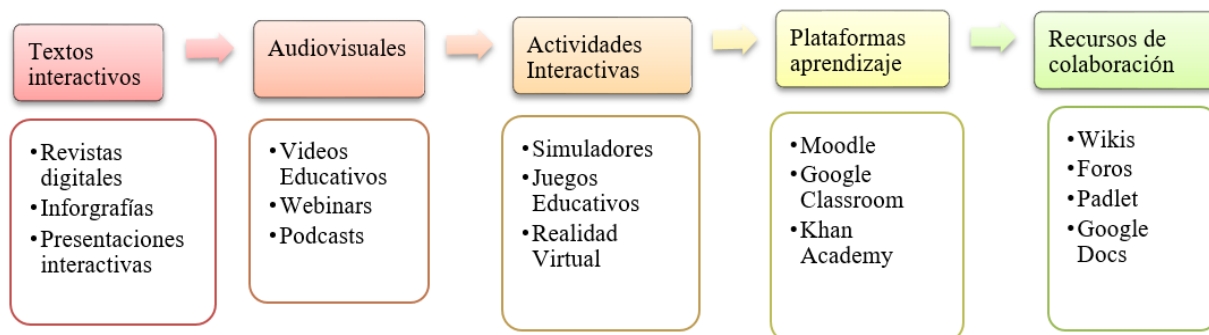 Textos
interactivos
•Revistas
digitales
•Inforgrafías
•Presentaciones
interactivas
Audiovisuales
•Videos
Educativos
•Webinars
•Podcasts
Actividades
Interactivas
•Simuladores
•Juegos
Educativos
•Realidad
Virtual
Plataformas
aprendizaje
•Moodle
•Google
Classroom
•Khan
Academy
Recursos de
colaboración
•Wikis
•Foros
•Padlet
•Google
Docs